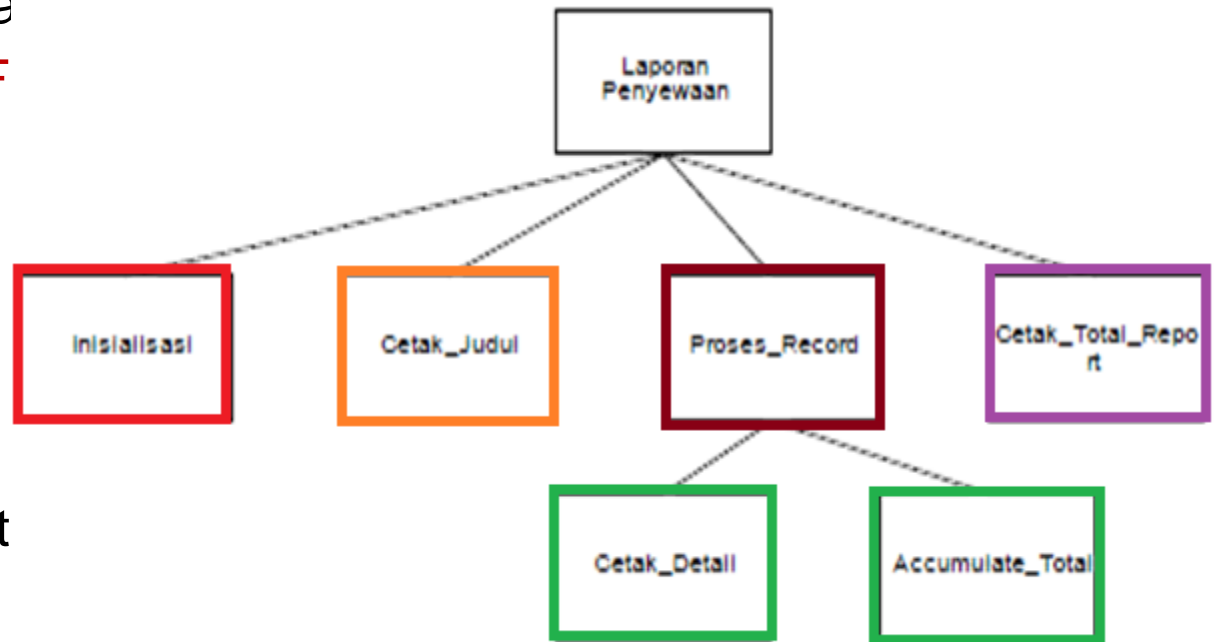 a
F
Laporan
Penyewaan
Inisialisasi
Cetak_Judul
Proses_Record
Cetak_Total_Repo
rt
t
Cetak_Detail
Accumulate_Total